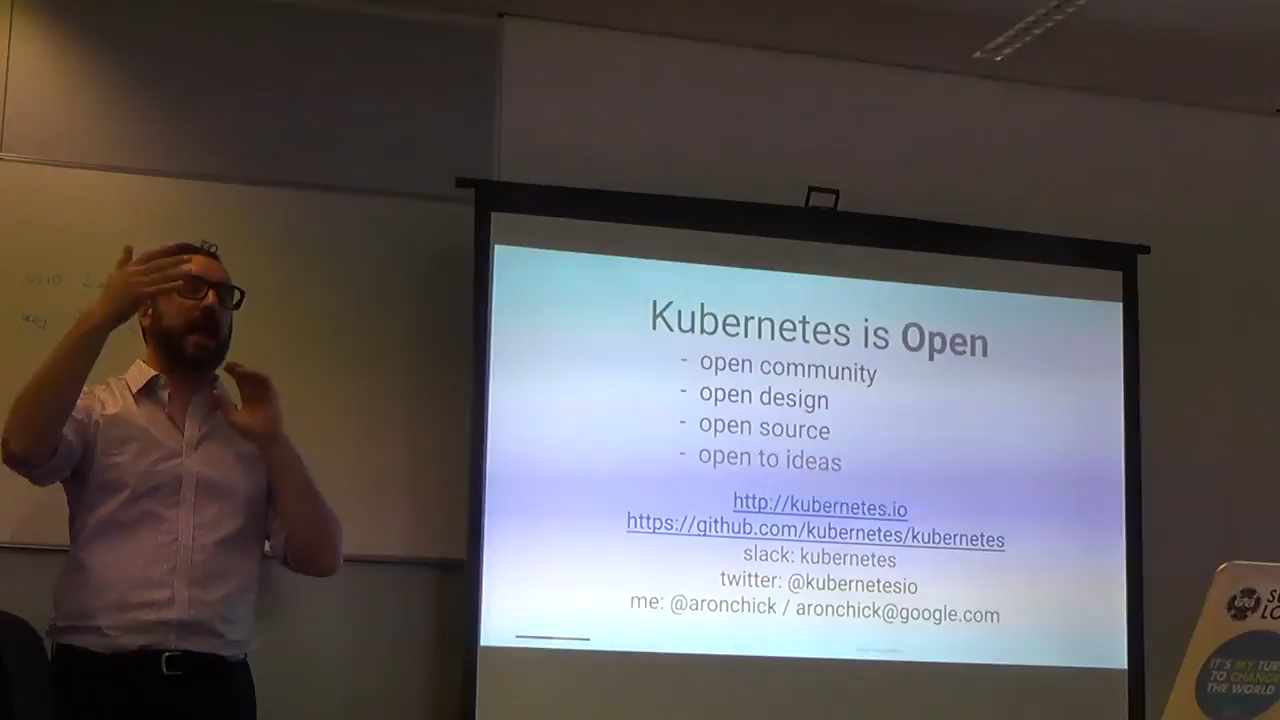 Kubernetes is Open
- open community
- open design
- open source
- open to ideas
http://kubernetes.io
https://github.com/kubernetes/kubernetes
slack: kubernetes
twitter: @kubernetesio
me: @aronchick / aronchick@google.com
IT'S MY
TO CHANGE
THE WORLD